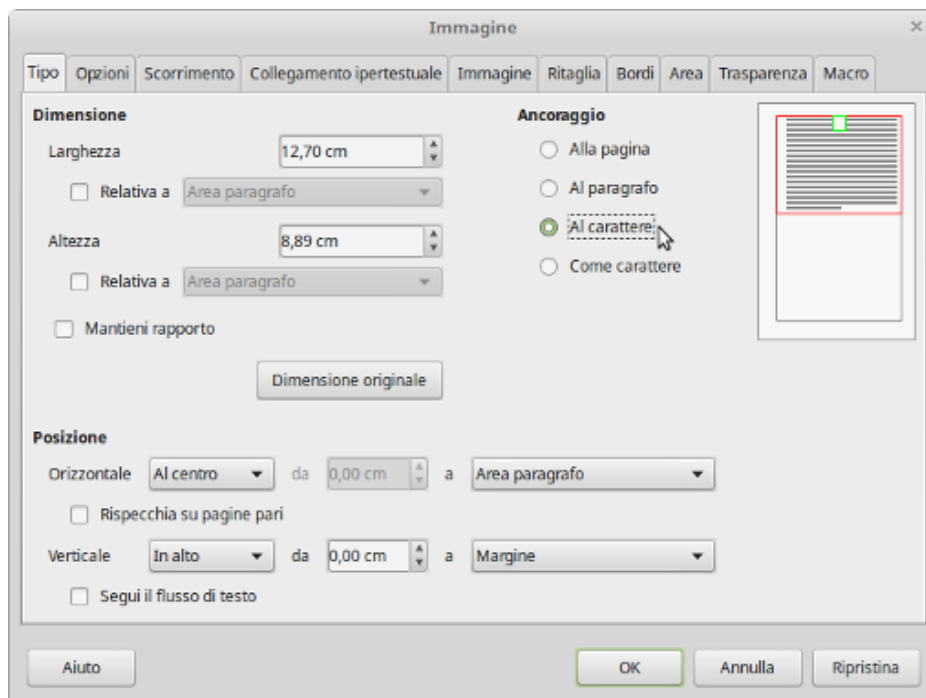 Immagine
Tipo Opzioni Scorrimento Collegamento ipertestuale Immagine Ritaglia Bordi Area Trasparenza Macro
Dimensione
Larghezza 12,70 cm
Relativa a Area paragrafo
Altezza 8,89 cm
Relativa a Area paragrafo
Mantieni rapporto
Dimensione originale
Ancoraggio
Alla pagina
Al paragrafo
Al carattere
Come carattere
Posizione
Orizzontale Al centro da 0,00 cm a Area paragrafo
Rispecchia su pagine pari
Verticale In alto da 0,00 cm a Margine
Segui il flusso di testo
Aiuto OK Annulla Ripristina